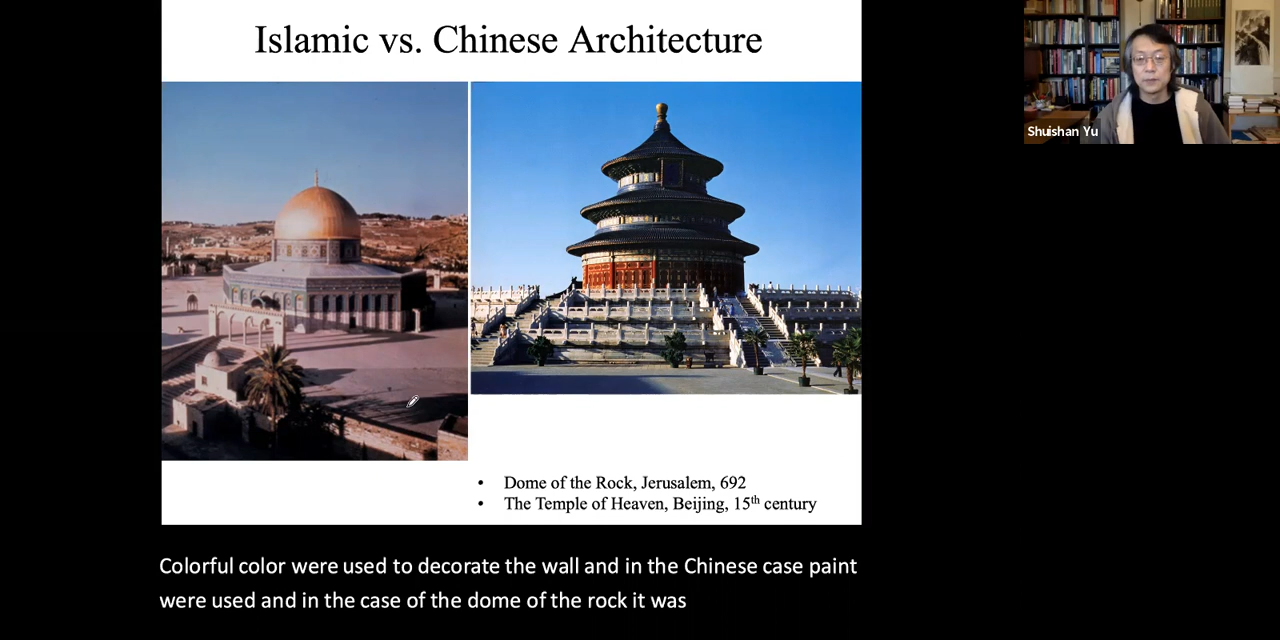 Islamic vs. Chinese Architecture
Shuishan Yu
• Dome of the Rock, Jerusalem, 692
• The Temple of Heaven, Beijing, 15th century
Colorful color were used to decorate the wall and in the Chinese case paint
were used and in the case of the dome of the rock it was